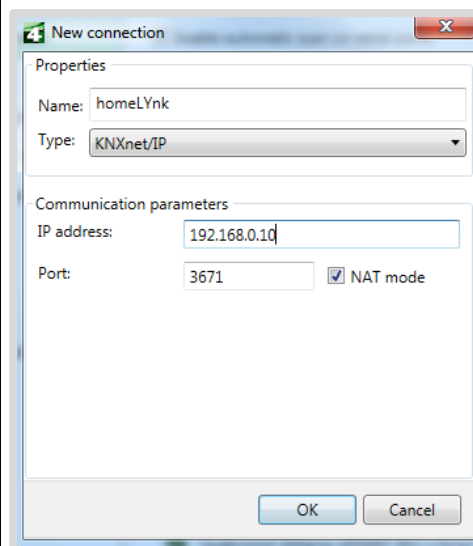 4 New connection
Properties
Name: homeLYnk
Type: KNXnet/IP
Communication parameters
IP address: 192.168.0.10
Port: 3671 NAT mode
OK Cancel